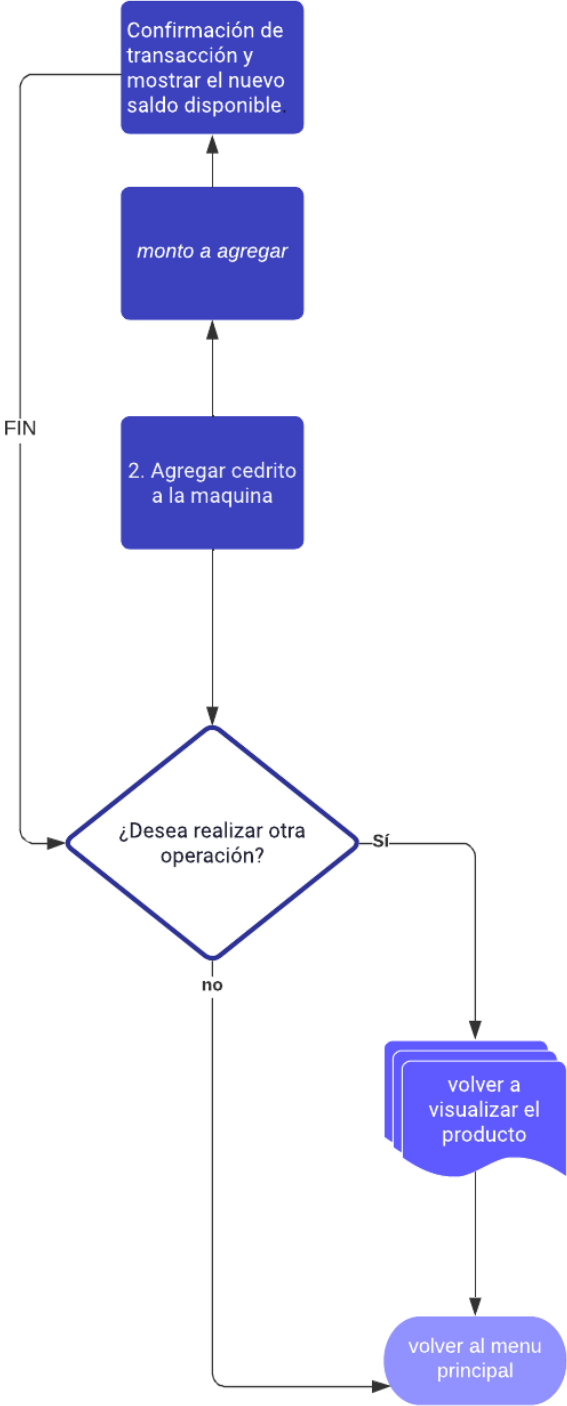 Confirmación de
transacción y
mostrar el nuevo
saldo disponible.
monto a agregar
FIN
2. Agregar cedrito
a la maquina
¿Desea realizar otra
operación?
Sí
no
volver a
visualizar el
producto
volver al menu
principal